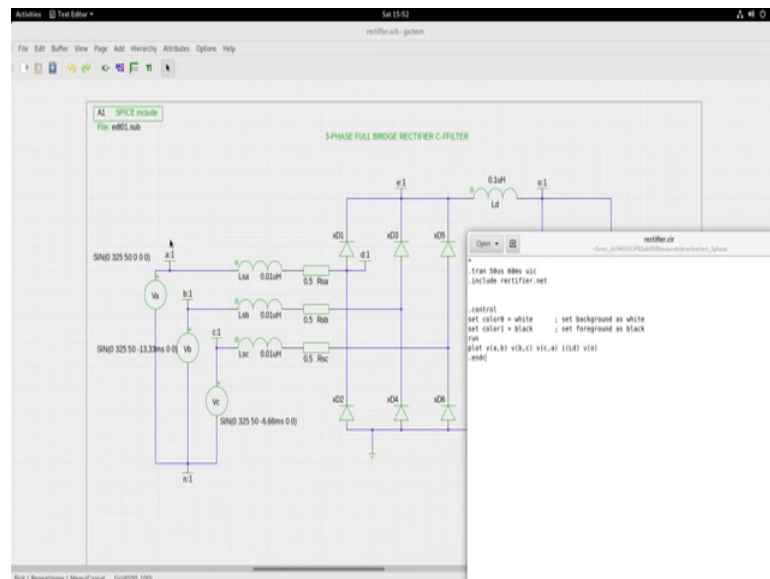 Activities Text Editor Sat 15:52
rectifier.sch - gschem
File Edit Buffer View Page Add Hierarchy Attributes Options Help
A1 SPICE include
File: edit01.sub
3-PHASE FULL BRIDGE RECTIFIER C-FFILTER
e:1 0.1uH o:1
Ld
xD1 xD3 xD5
SIN(0 325 50 0 0 0) a:1 d:1
Lsa 0.01uH 0.5 Rsa
Va b:1
Lsb 0.01uH 0.5 Rsb
c:1
SIN(0 325 50 -13.33ms 0 0) Vb
Lsc 0.01uH 0.5 Rsc
xD2 xD4 xD6
Vc
SIN(0 325 50 -6.66ms 0 0)
n:1
Open rectifier.cir
*
.tran 50us 60ms uic
.include rectifier.net
.control
set color0 = white ; set background as white
set color1 = black ; set foreground as black
run
plot v(a,b) v(b,c) v(c,a) i(Ld) v(o)
.endc